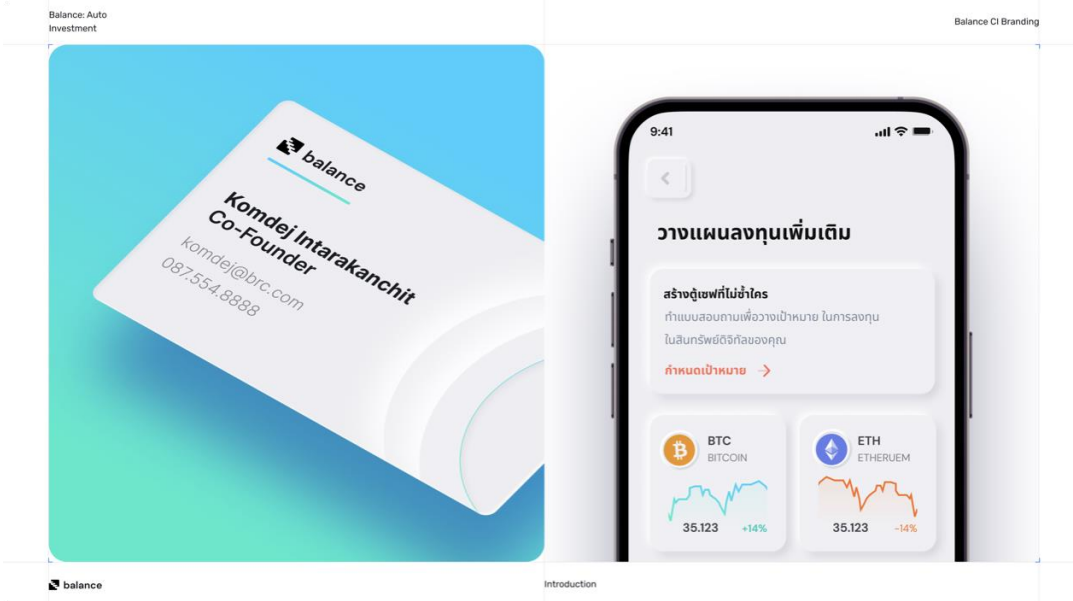 Balance: Auto
Investment
Balance CI Branding
balance
Komdej Intarakanchit
Co-Founder
komdej@brc.com
087.554.8888
9:41
วางแผนลงทุนเพิ่มเติม
สร้างตู้เซฟที่ไม่ซ้ำใคร
ทำแบบสอบถามเพื่อวางเป้าหมาย ในการลงทุน
ในสินทรัพย์ดิจิทัลของคุณ
กำหนดเป้าหมาย
BTC
BITCOIN
35.123 +14%
ETH
ETHERUEM
35.123 -14%
balance
Introduction